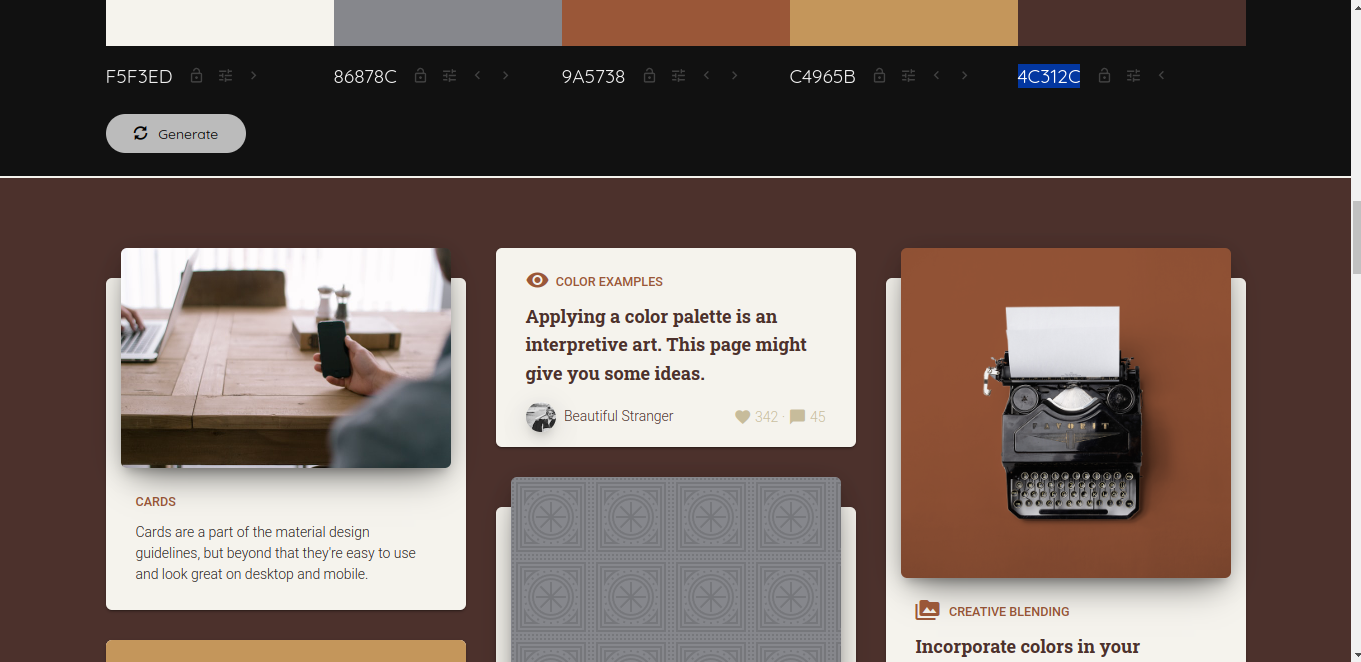 F5F3ED
86878C
9A5738
C4965B
4C312C
Generate
CARDS
Cards are a part of the material design
guidelines, but beyond that they're easy to use
and look great on desktop and mobile.
COLOR EXAMPLES
Applying a color palette is an
interpretive art. This page might
give you some ideas.
Beautiful Stranger
342 · 45
FAVORIT
CREATIVE BLENDING
Incorporate colors in your